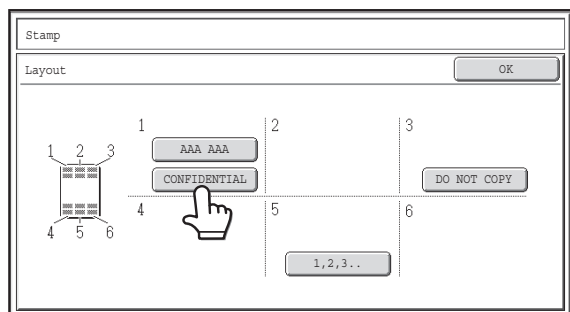 Stamp
Layout OK
1 2 3
AAA AAA
CONFIDENTIAL DO NOT COPY
1 2 3
4 5 6
1,2,3..
4 5 6